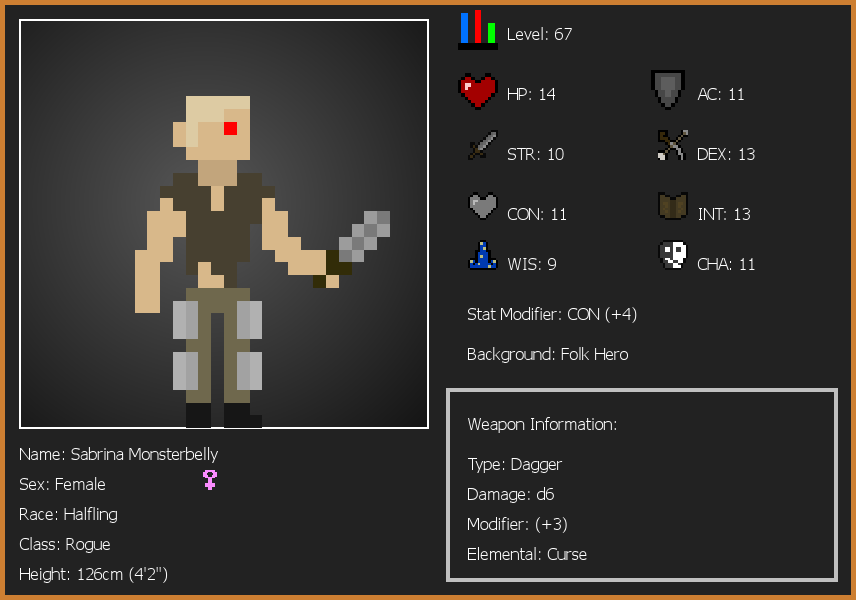 Level: 67
HP: 14
AC: 11
STR: 10
DEX: 13
CON: 11
INT: 13
WIS: 9
CHA: 11
Stat Modifier: CON (+4)
Background: Folk Hero
Weapon Information:
Type: Dagger
Damage: d6
Modifier: (+3)
Elemental: Curse
Name: Sabrina Monsterbelly
Sex: Female
Race: Halfling
Class: Rogue
Height: 126cm (4'2")